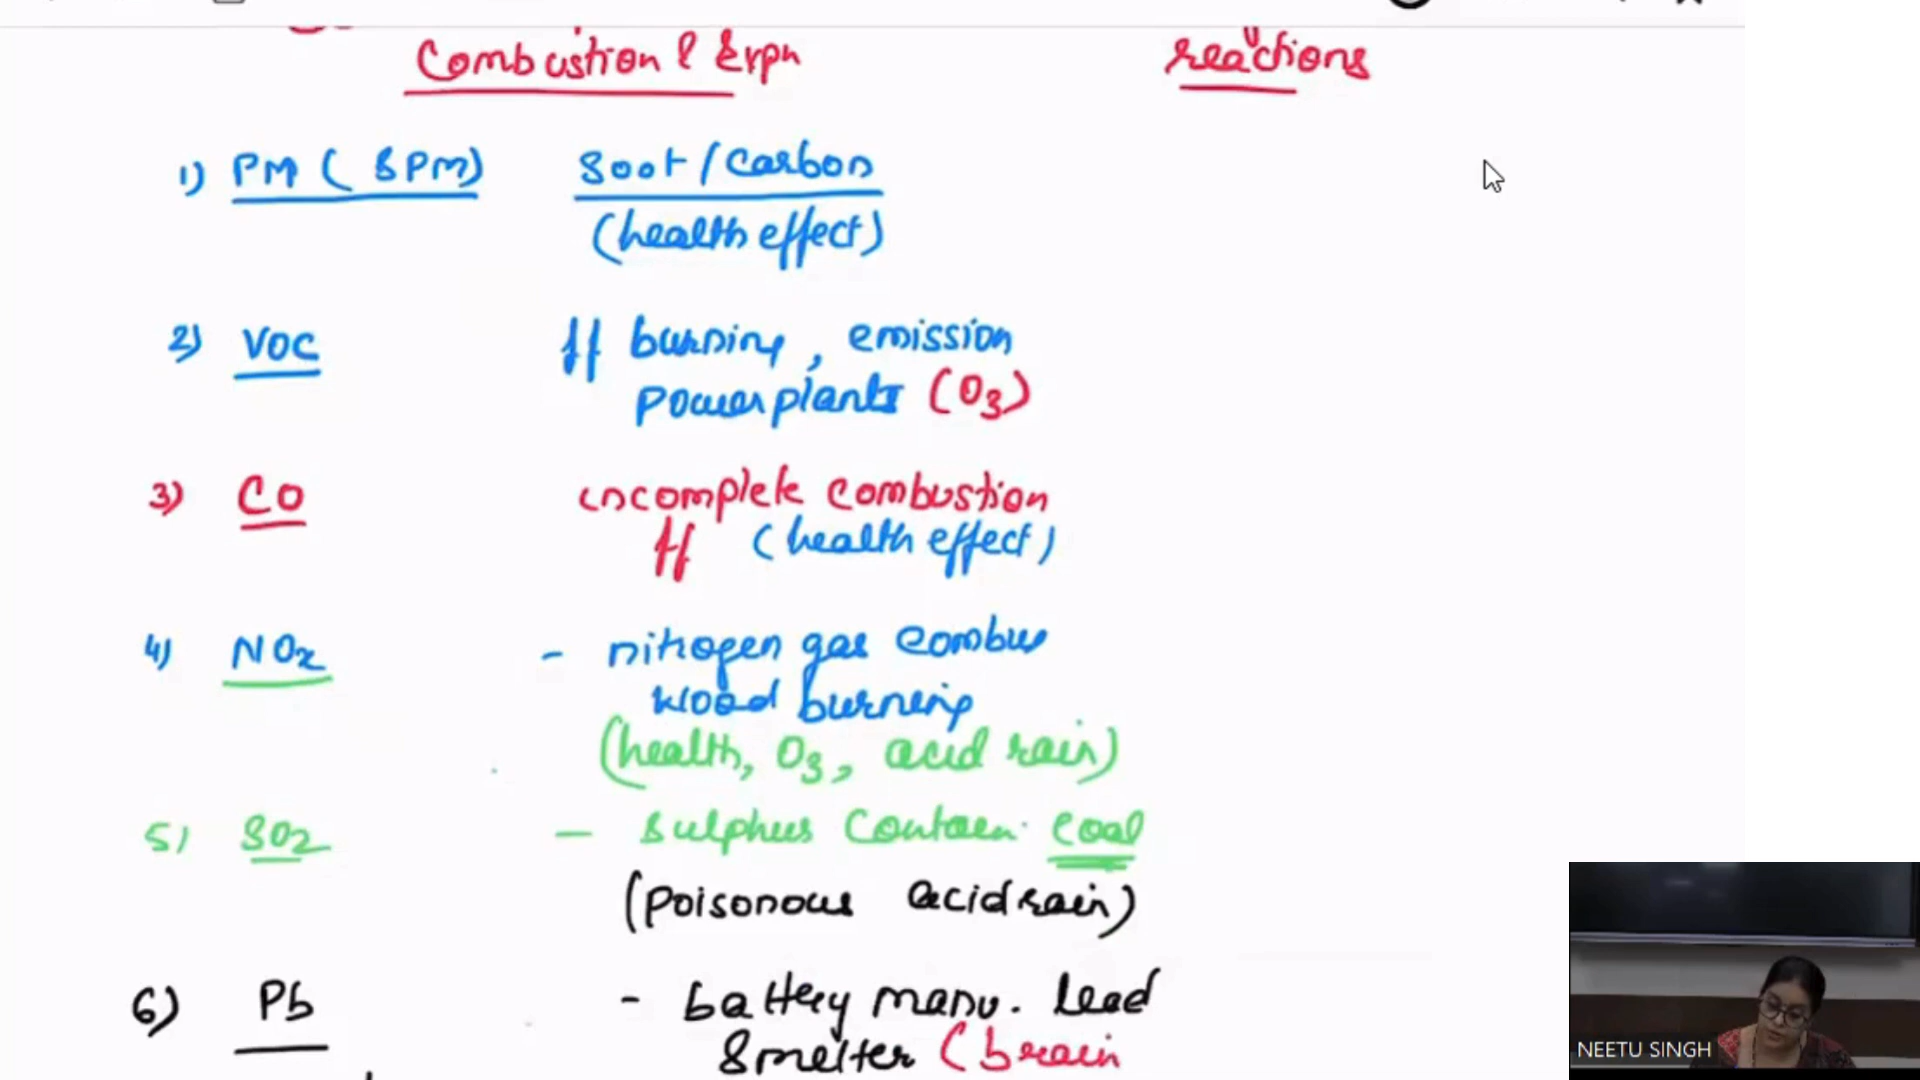 Combustion & Expn
reactions
1) PM ( SPM) Soot / Carbon
(health effect)
2) VOC ff burning, emission
powerplants (O3)
3) CO incomplete combustion
ff (health effect)
4) NOx - nitrogen gas combus
wood burning
(health, O3, acid rain)
5) SO2 - Sulphur Contain. Coal
(Poisonous acidrain)
6) Pb - battery manu. lead
Smelter (brain
NEETU SINGH